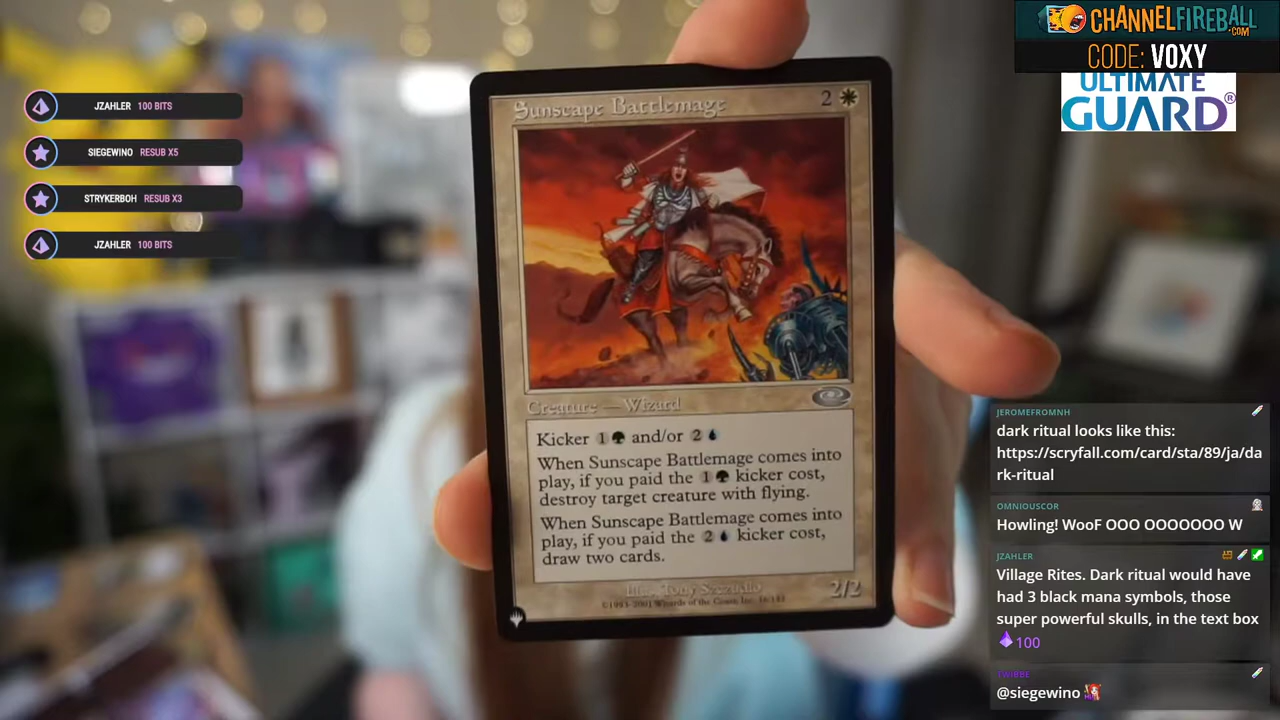 CHANNELFIREBALL
.COM
CODE: VOXY
ULTIMATE
GUARD®
JZAHLER 100 BITS
SIEGEWINO RESUB X5
STRYKERBOH RESUB X3
JZAHLER 100 BITS
Sunscape Battlemage 2
Creature — Wizard
Kicker 1 and/or 2
When Sunscape Battlemage comes into
play, if you paid the 1 kicker cost,
destroy target creature with flying.
When Sunscape Battlemage comes into
play, if you paid the 2 kicker cost,
draw two cards.
Illus. Tony Szczudlo
2/2
JEROMEFROMNH
dark ritual looks like this:
https://scryfall.com/card/sta/89/ja/da
rk-ritual
OMNIOUSCOR
Howling! WooF OOO OOOOOOO W
JZAHLER
Village Rites. Dark ritual would have
had 3 black mana symbols, those
super powerful skulls, in the text box
100
@siegewino